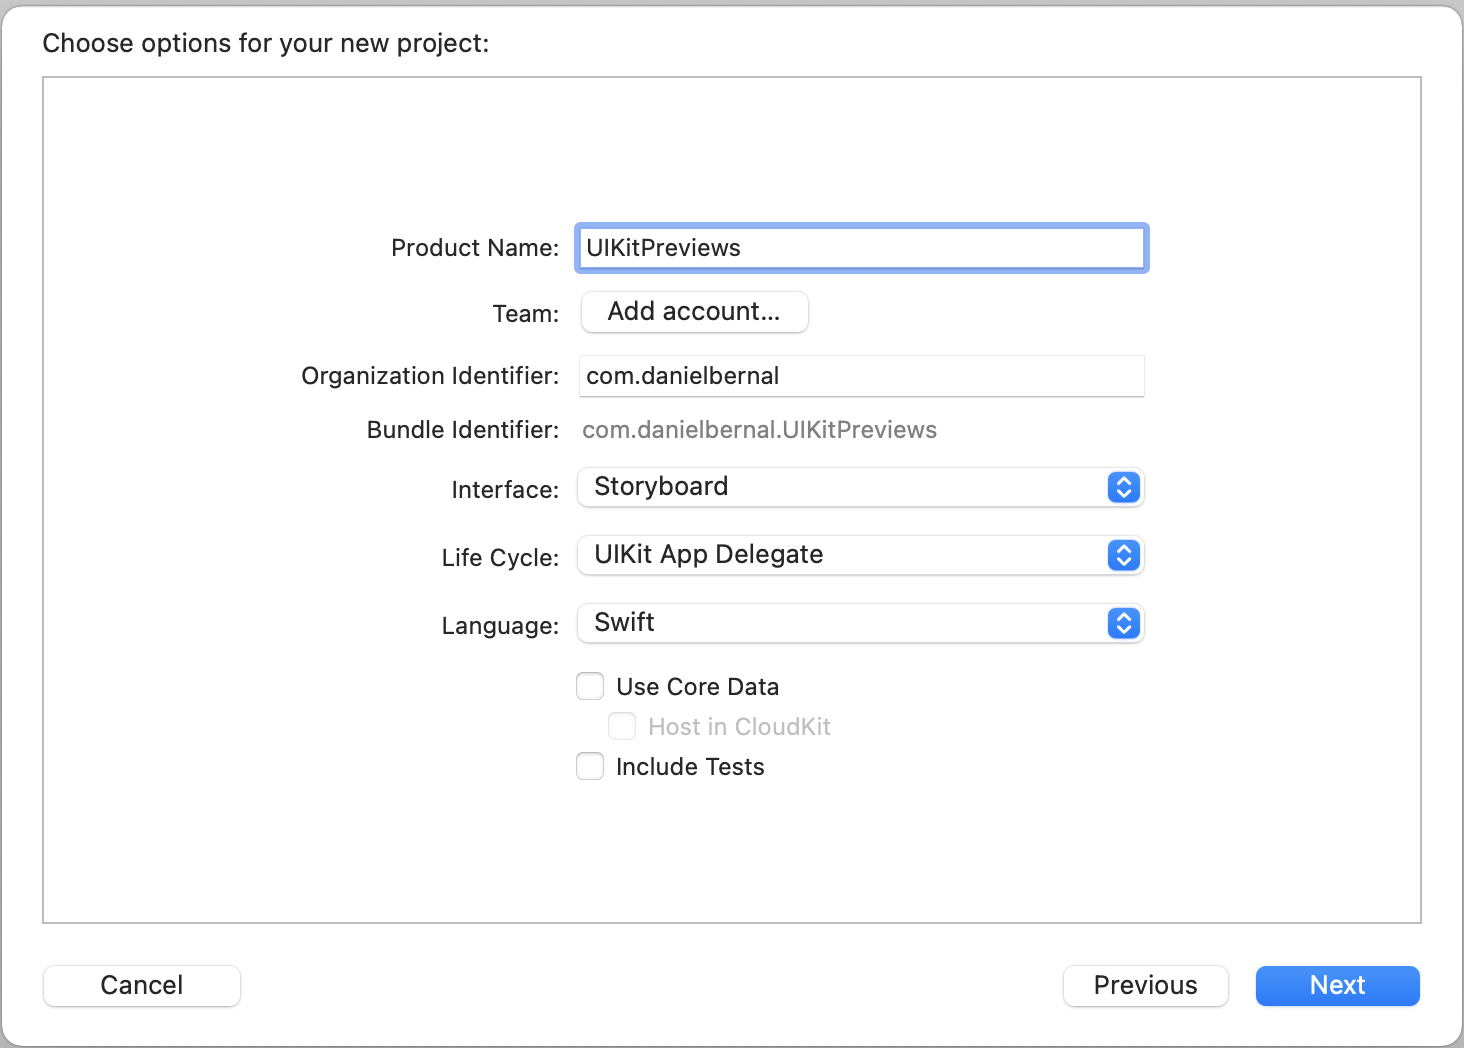 Choose options for your new project:
Product Name: UIKitPreviews
Team: Add account...
Organization Identifier: com.danielbernal
Bundle Identifier: com.danielbernal.UIKitPreviews
Interface: Storyboard
Life Cycle: UIKit App Delegate
Language: Swift
Use Core Data
Host in CloudKit
Include Tests
Cancel Previous Next